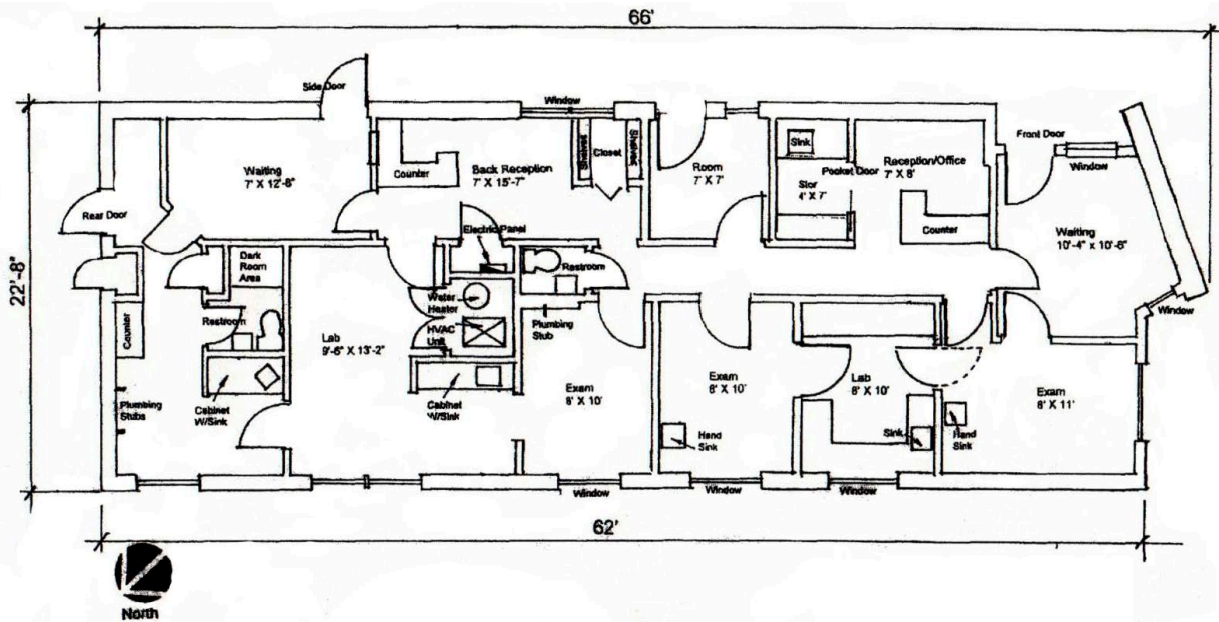 66'
Side Door
Window
Shelves
Closet
Shelves
Sink
Front Door
Window
Waiting
7' X 12'-8"
Counter
Back Reception
7' X 15'-7"
Room
7' X 7'
Stor
4' X 7'
Pocket Door
Reception/Office
7' X 8'
Counter
Rear Door
Electric Panel
Waiting
10'-4" x 10'-6"
22'-8"
Dark
Room
Area
Restroom
Water
Heater
Window
Counter
Restroom
HVAC
Unit
Plumbing
Stub
Lab
9'-6" X 13'-2"
Exam
8' X 10'
Exam
8' X 10'
Lab
8' X 10'
Exam
8' X 11'
Plumbing
Stubs
Cabinet
W/Sink
Cabinet
W/Sink
Hand
Sink
Sink
Hand
Sink
Window
Window
Window
62'
North